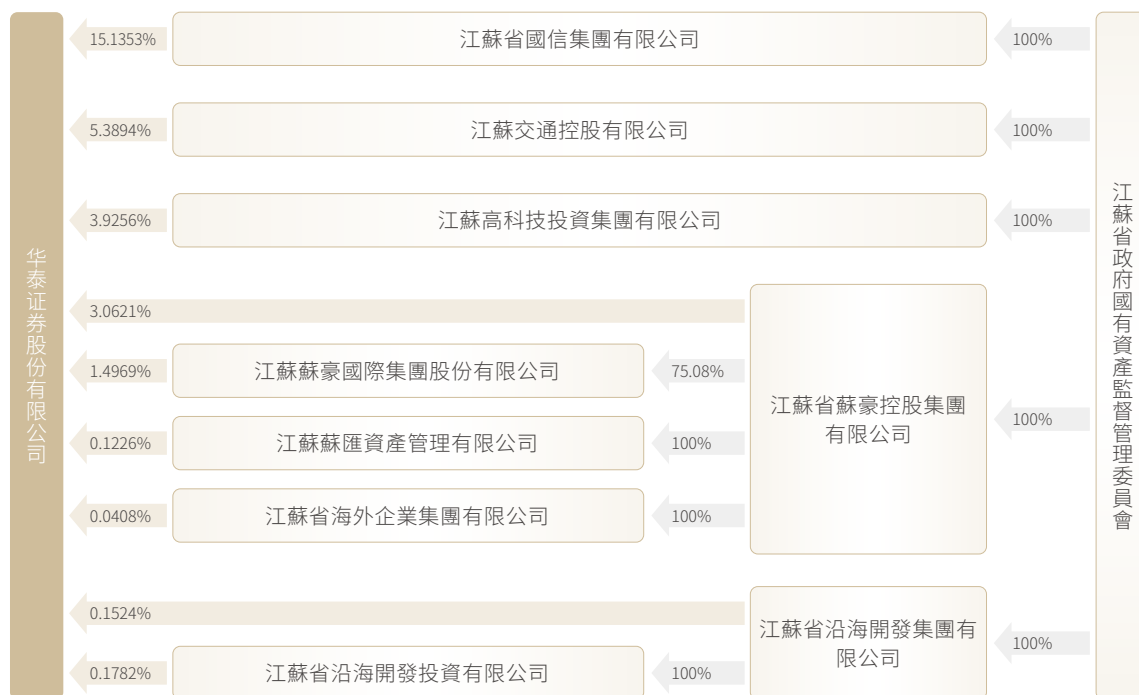 华泰证券股份有限公司
15.1353%
江蘇省國信集團有限公司
100%
5.3894%
江蘇交通控股有限公司
100%
3.9256%
江蘇高科技投資集團有限公司
100%
3.0621%
1.4969%
江蘇蘇豪國際集團股份有限公司
75.08%
0.1226%
江蘇蘇匯資產管理有限公司
100%
0.0408%
江蘇省海外企業集團有限公司
100%
江蘇省蘇豪控股集團
有限公司
100%
0.1524%
0.1782%
江蘇省沿海開發投資有限公司
100%
江蘇省沿海開發集團有
限公司
100%
江蘇省政府國有資產監督管理委員會